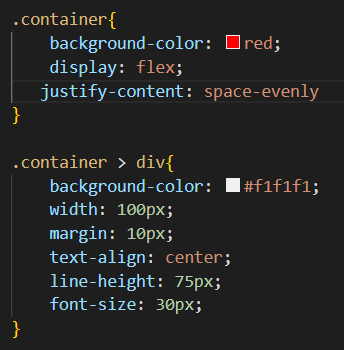 .container{
    background-color: red;
    display: flex;
   justify-content: space-evenly
}

.container > div{
    background-color: #f1f1f1;
    width: 100px;
    margin: 10px;
    text-align: center;
    line-height: 75px;
    font-size: 30px;
}